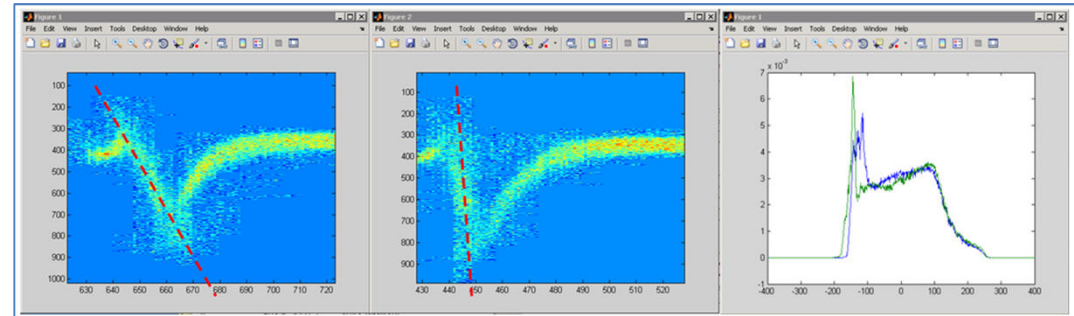 Figure 1
File Edit View Insert Tools Desktop Window Help
100
200
300
400
500
600
700
800
900
1000
630 640 650 660 670 680 690 700 710 720
Figure 2
File Edit View Insert Tools Desktop Window Help
100
200
300
400
500
600
700
800
900
430 440 450 460 470 480 490 500 510 520
Figure 1
File Edit View Insert Tools Desktop Window Help
x 10⁻³
7
6
5
4
3
2
1
0
-1
-400 -300 -200 -100 0 100 200 300 400